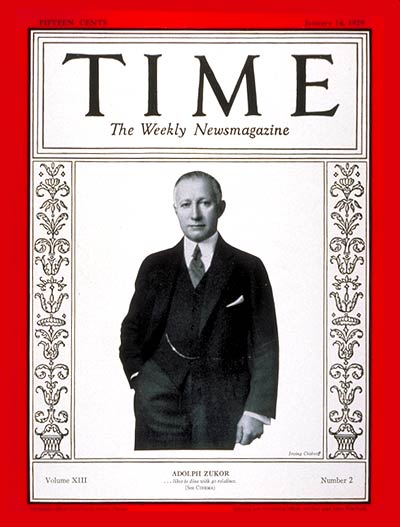 FIFTEEN CENTS January 14, 1929
TIME
The Weekly Newsmagazine
Irving Chidnoff
Volume XIII
ADOLPH ZUKOR
. . . likes to dine with 90 relatives.
(See CINEMA)
Number 2